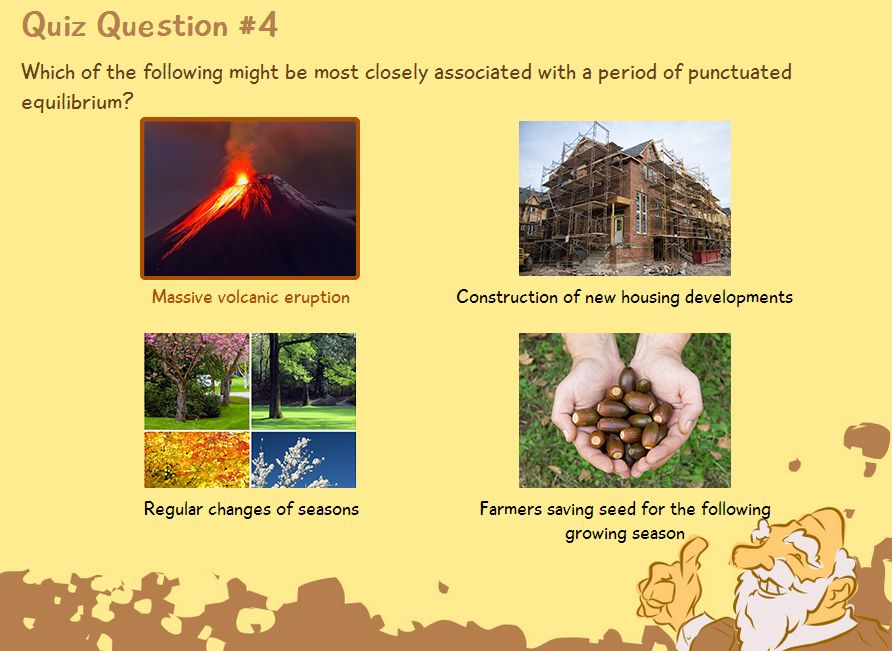 Quiz Question #4
Which of the following might be most closely associated with a period of punctuated
equilibrium?
Massive volcanic eruption
Construction of new housing developments
Regular changes of seasons
Farmers saving seed for the following
growing season